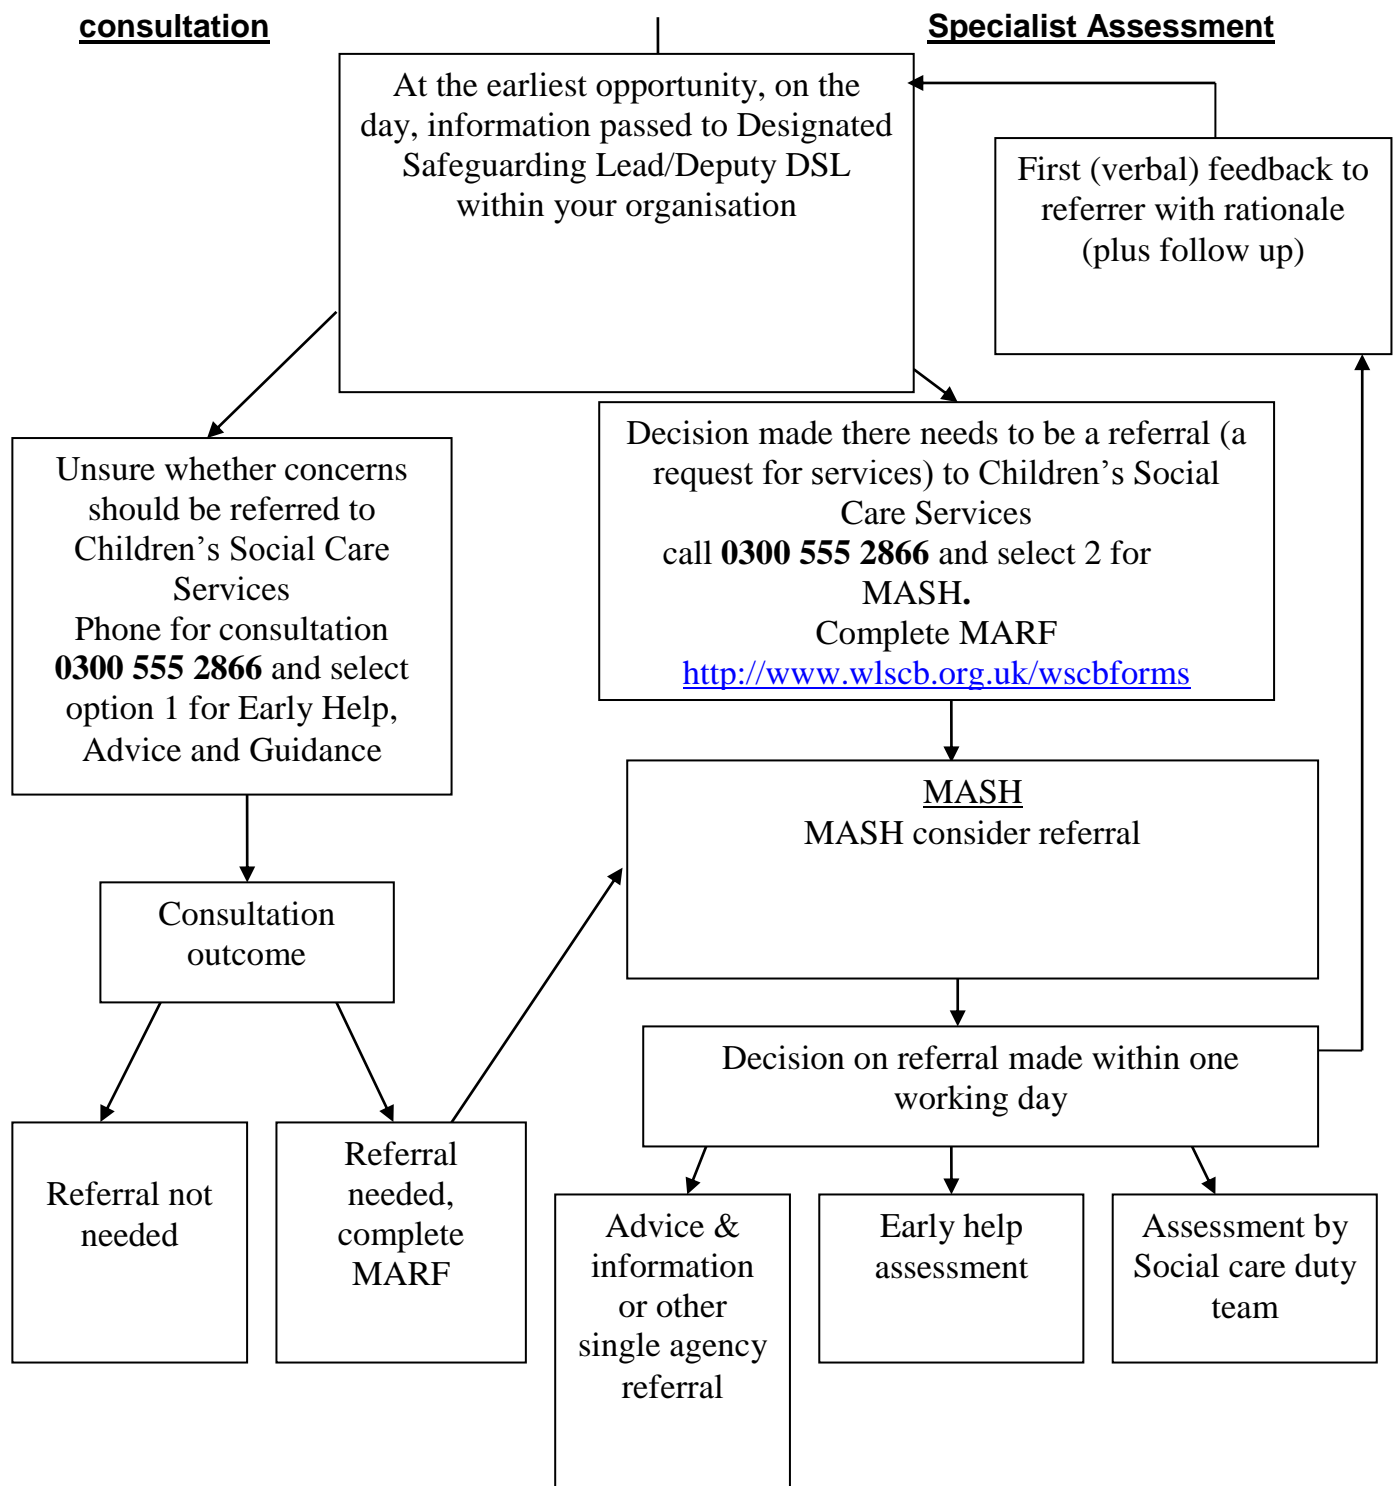 consultation
Specialist Assessment
At the earliest opportunity, on the
day, information passed to Designated
Safeguarding Lead/Deputy DSL
within your organisation
First (verbal) feedback to
referrer with rationale
(plus follow up)
Unsure whether concerns
should be referred to
Children’s Social Care
Services
Phone for consultation
0300 555 2866 and select
option 1 for Early Help,
Advice and Guidance
Decision made there needs to be a referral (a
request for services) to Children’s Social
Care Services
call 0300 555 2866 and select 2 for
MASH.
Complete MARF
http://www.wlscb.org.uk/wscbforms
MASH
MASH consider referral
Consultation
outcome
Decision on referral made within one
working day
Referral not
needed
Referral
needed,
complete
MARF
Advice &
information
or other
single agency
referral
Early help
assessment
Assessment by
Social care duty
team